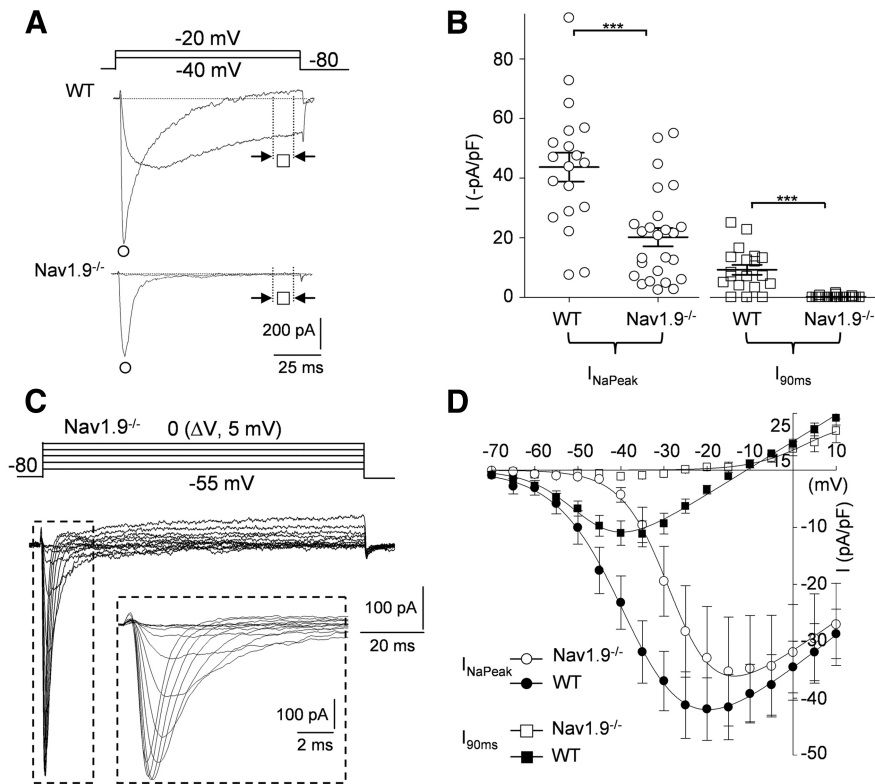 A
-20 mV
-80
-40 mV
WT
Nav1.9-/-
200 pA
25 ms
B
I (-pA/pF)
80
60
40
20
0
***
***
WT
Nav1.9-/-
WT
Nav1.9-/-
INaPeak
I90ms
C
Nav1.9-/-
0 (ΔV, 5 mV)
-80
-55 mV
100 pA
20 ms
100 pA
2 ms
D
-70
-60
-50
-40
-30
-20
10
25
15
(mV)
-10
-20
-30
-40
-50
I (pA/pF)
INaPeak
Nav1.9-/-
WT
I90ms
Nav1.9-/-
WT